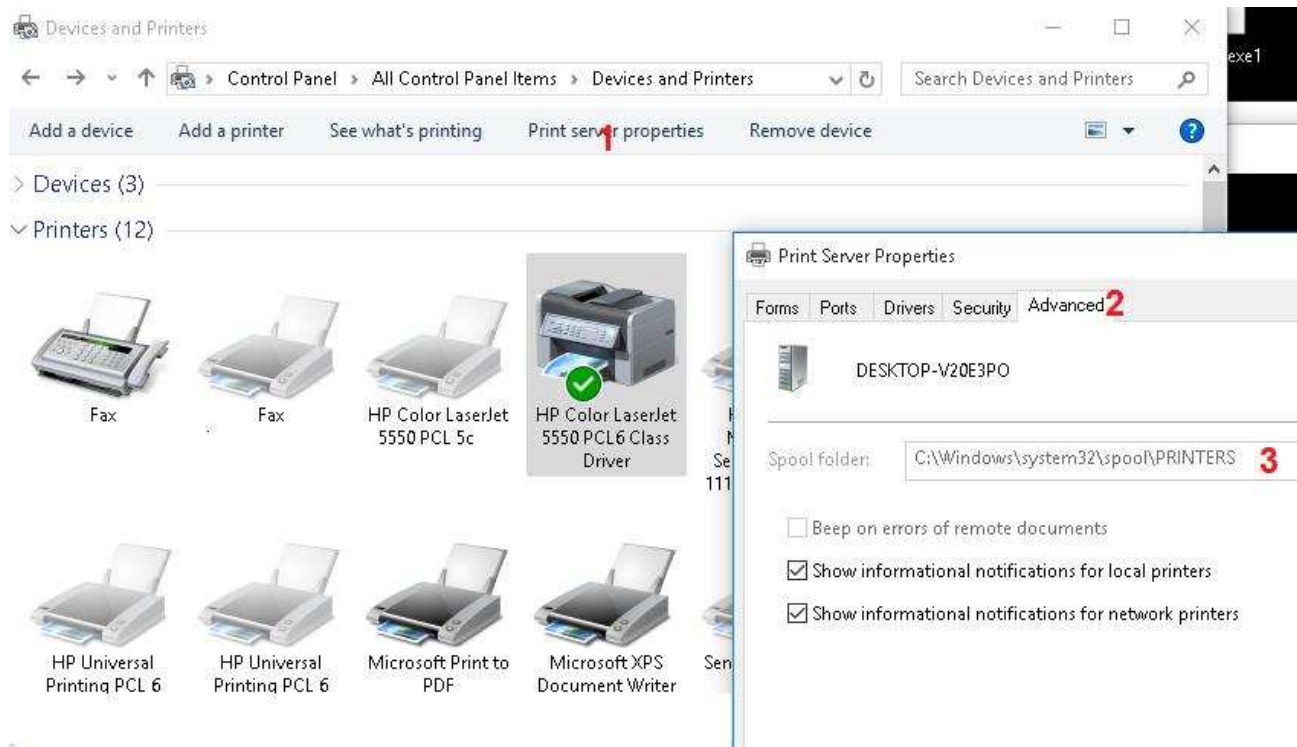 Devices and Printers
exe1
Control Panel > All Control Panel Items > Devices and Printers
Search Devices and Printers
Add a device Add a printer See what's printing Print server properties Remove device
1
Devices (3)
Printers (12)
Print Server Properties
Forms Ports Drivers Security Advanced 2
DESKTOP-V20E3PO
Fax
Fax
HP Color LaserJet
5550 PCL 5c
HP Color LaserJet
5550 PCL6 Class
Driver
Se
111
Spool folder: C:\Windows\system32\spool\PRINTERS 3
Beep on errors of remote documents
Show informational notifications for local printers
Show informational notifications for network printers
HP Universal
Printing PCL 6
HP Universal
Printing PCL 6
Microsoft Print to
PDF
Microsoft XPS
Document Writer
Sen